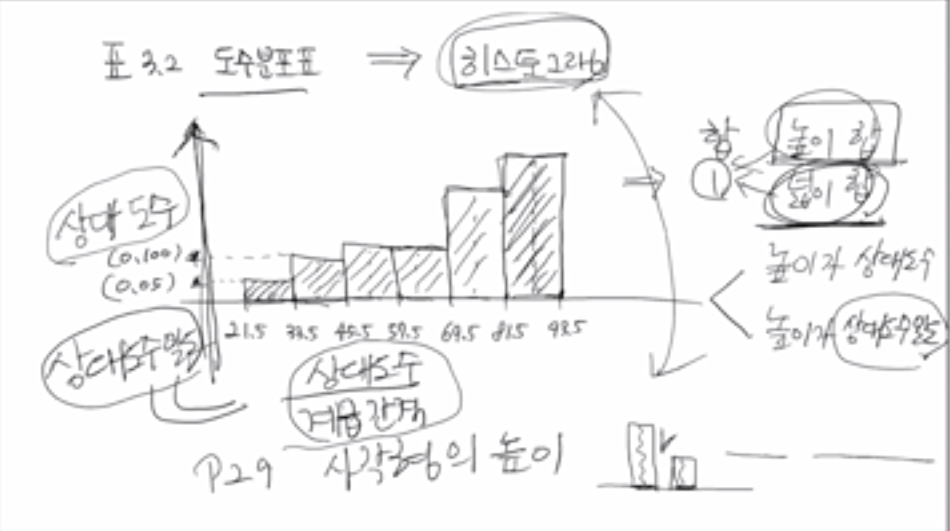 표 3.2 도수분포표 ⇒ 히스토그램
합 높이 합
1 넓이 합
상대도수
(0.100)
(0.05)
높이가 상대도수
높이가 상대도수밀도
21.5 33.5 45.5 57.5 69.5 81.5 93.5
상대도수밀도
상대도수
계급간격
P29 사각형의 높이